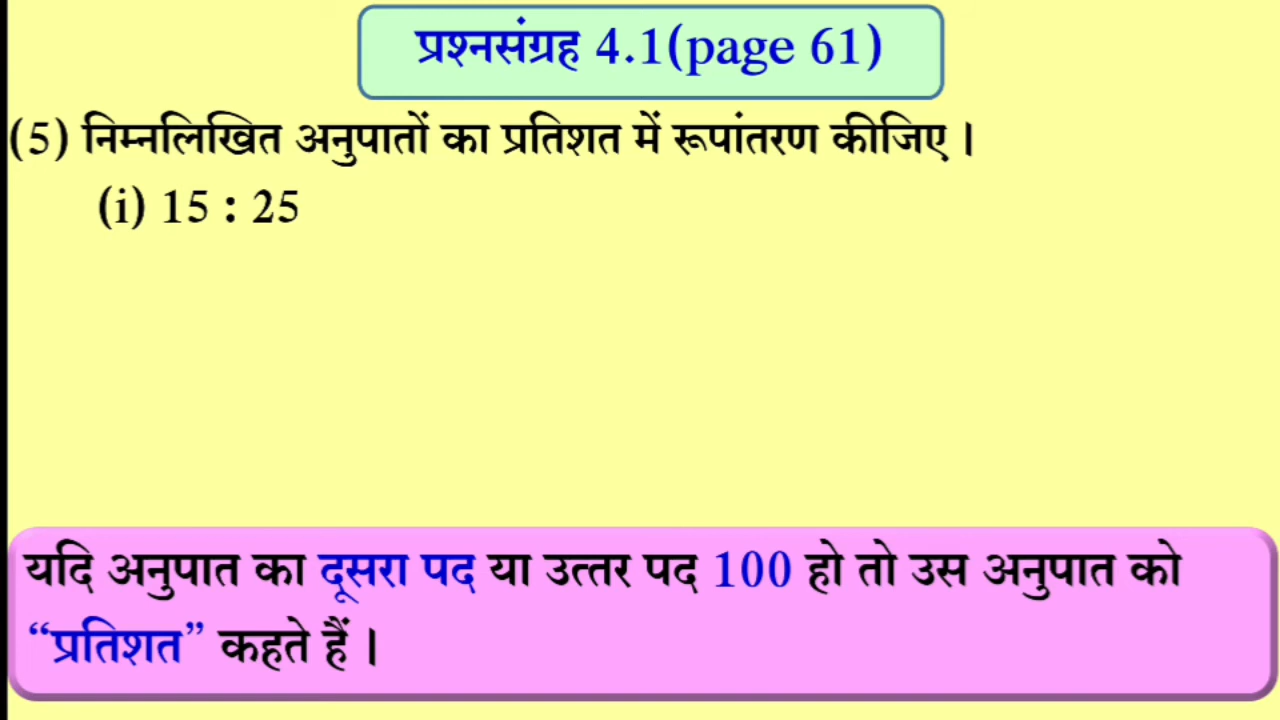 प्रश्नसंग्रह 4.1(page 61)
(5) निम्नलिखित अनुपातों का प्रतिशत में रूपांतरण कीजिए ।
(i) 15 : 25
यदि अनुपात का दूसरा पद या उत्तर पद 100 हो तो उस अनुपात को
“प्रतिशत” कहते हैं ।